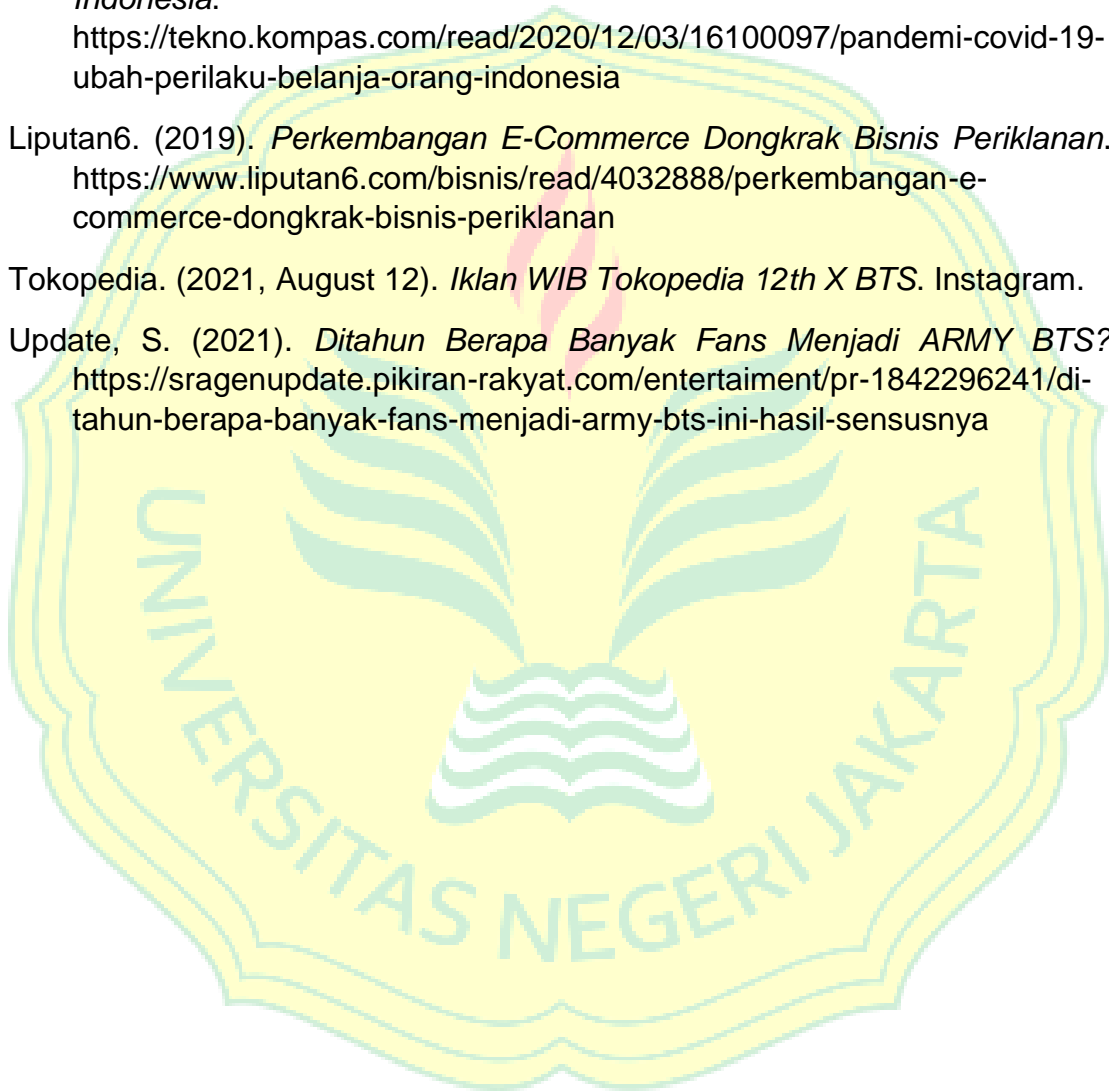 Indonesia.
https://tekno.kompas.com/read/2020/12/03/16100097/pandemi-covid-19-
ubah-perilaku-belanja-orang-indonesia
Liputan6. (2019). Perkembangan E-Commerce Dongkrak Bisnis Periklanan.
https://www.liputan6.com/bisnis/read/4032888/perkembangan-e-
commerce-dongkrak-bisnis-periklanan
Tokopedia. (2021, August 12). Iklan WIB Tokopedia 12th X BTS. Instagram.
Update, S. (2021). Ditahun Berapa Banyak Fans Menjadi ARMY BTS?
https://sragenupdate.pikiran-rakyat.com/entertaiment/pr-1842296241/di-
tahun-berapa-banyak-fans-menjadi-army-bts-ini-hasil-sensusnya
UNIVERSITAS NEGERI JAKARTA